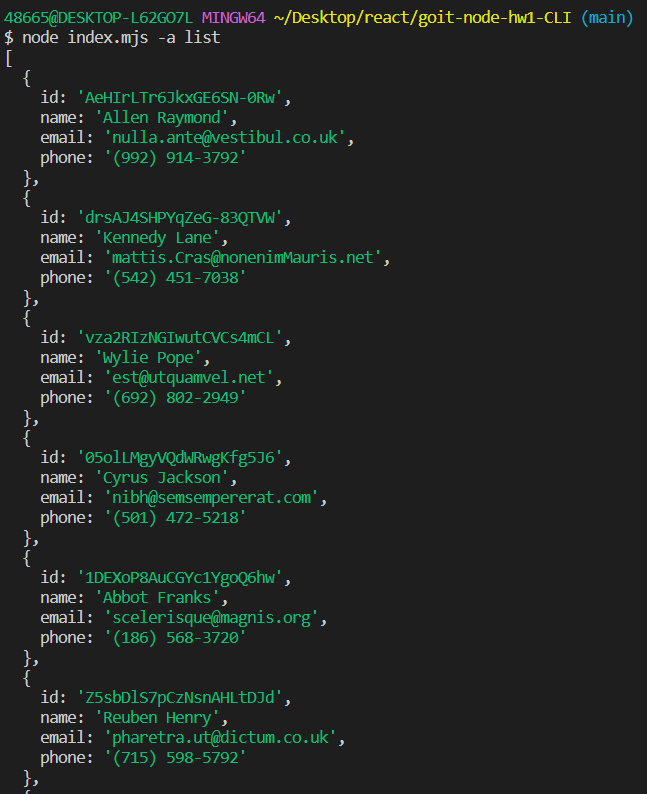 48665@DESKTOP-L62GO7L MINGW64 ~/Desktop/react/goit-node-hw1-CLI (main)
$ node index.mjs -a list
[
  {
    id: 'AeHIrLTr6JkxGE6SN-0Rw',
    name: 'Allen Raymond',
    email: 'nulla.ante@vestibul.co.uk',
    phone: '(992) 914-3792'
  },
  {
    id: 'drsAJ4SHPYqZeG-83QTVW',
    name: 'Kennedy Lane',
    email: 'mattis.Cras@nonenimMauris.net',
    phone: '(542) 451-7038'
  },
  {
    id: 'vza2RIzNGIwutCVCs4mCL',
    name: 'Wylie Pope',
    email: 'est@utquamvel.net',
    phone: '(692) 802-2949'
  },
  {
    id: '05olLMgyVQdWRwgKfg5J6',
    name: 'Cyrus Jackson',
    email: 'nibh@semsempererat.com',
    phone: '(501) 472-5218'
  },
  {
    id: '1DEXoP8AuCGYc1YgoQ6hw',
    name: 'Abbot Franks',
    email: 'scelerisque@magnis.org',
    phone: '(186) 568-3720'
  },
  {
    id: 'Z5sbDlS7pCzNsnAHLtDJd',
    name: 'Reuben Henry',
    email: 'pharetra.ut@dictum.co.uk',
    phone: '(715) 598-5792'
  },
  {